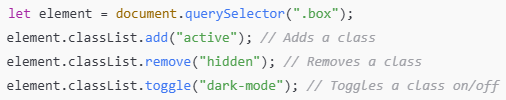 let element = document.querySelector(".box");
element.classList.add("active"); // Adds a class
element.classList.remove("hidden"); // Removes a class
element.classList.toggle("dark-mode"); // Toggles a class on/off